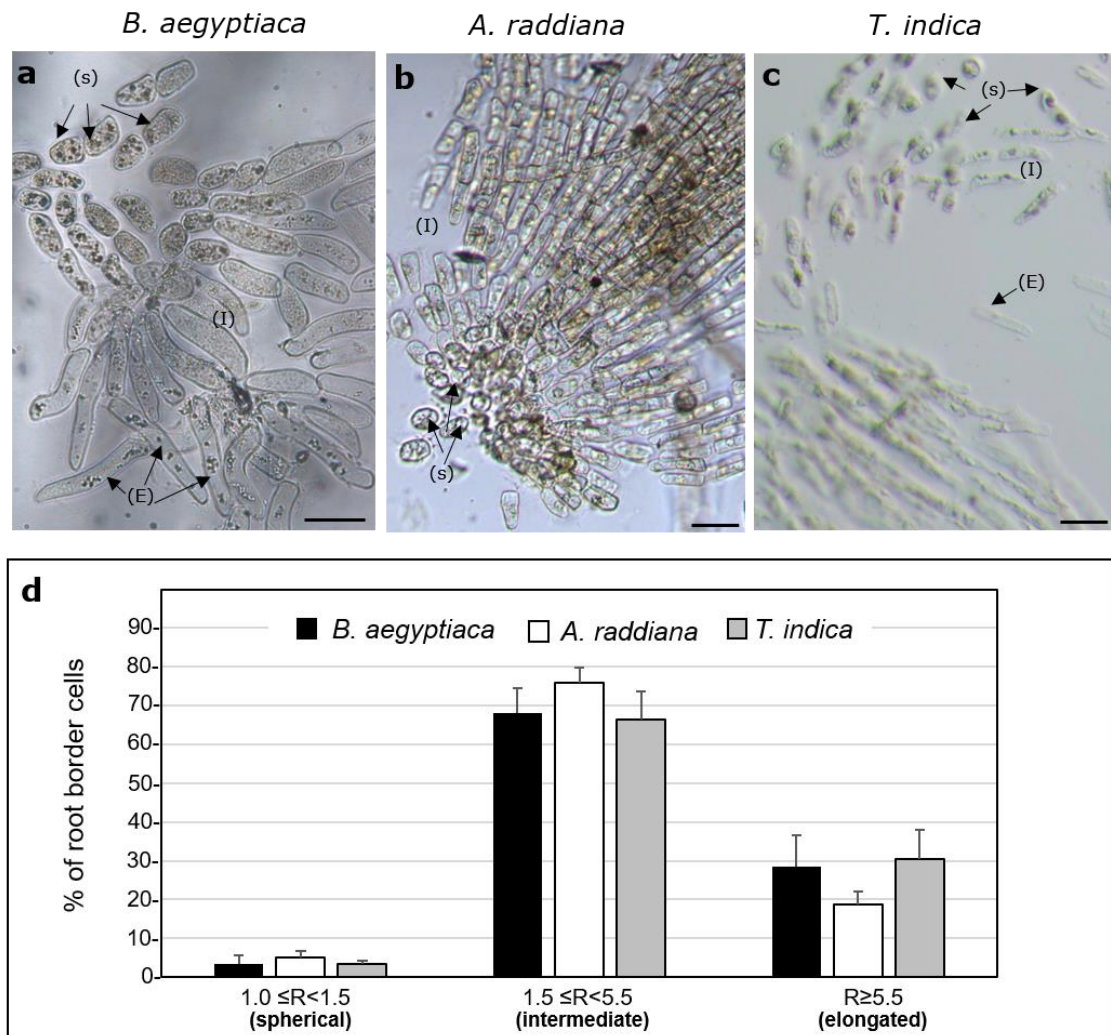 B. aegyptiaca A. raddiana T. indica
a b c
(s) (s)
(I) (I) (I)
(E)
(s)
(E)
d
B. aegyptiaca A. raddiana T. indica
% of root border cells
90-
80-
70-
60-
50-
40-
30-
20-
10-
0
1.0 ≤R<1.5 1.5 ≤R<5.5 R≥5.5
(spherical) (intermediate) (elongated)